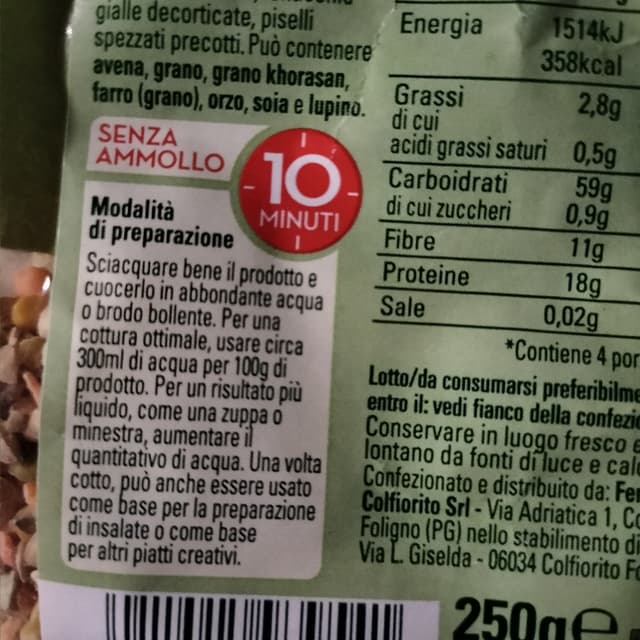 gialle decorticate, piselli
spezzati precotti. Può contenere
avena, grano, grano khorasan,
farro (grano), orzo, soia e lupino.
SENZA
AMMOLLO
10
MINUTI
Modalità
di preparazione
Sciacquare bene il prodotto e
cuocerlo in abbondante acqua
o brodo bollente. Per una
cottura ottimale, usare circa
300ml di acqua per 100g di
prodotto. Per un risultato più
liquido, come una zuppa o
minestra, aumentare il
quantitativo di acqua. Una volta
cotto, può anche essere usato
come base per la preparazione
di insalate o come base
per altri piatti creativi.
Energia 1514kJ
358kcal
Grassi 2,8g
di cui
acidi grassi saturi 0,5g
Carboidrati 59g
di cui zuccheri 0,9g
Fibre 11g
Proteine 18g
Sale 0,02g
*Contiene 4 por
Lotto/da consumarsi preferibilme
entro il: vedi fianco della confezio
Conservare in luogo fresco e
lontano da fonti di luce e cal
Confezionato e distribuito da: Fer
Colfiorito Srl - Via Adriatica 1, Co
Foligno (PG) nello stabilimento di
Via L. Giselda - 06034 Colfiorito Fo
250g e